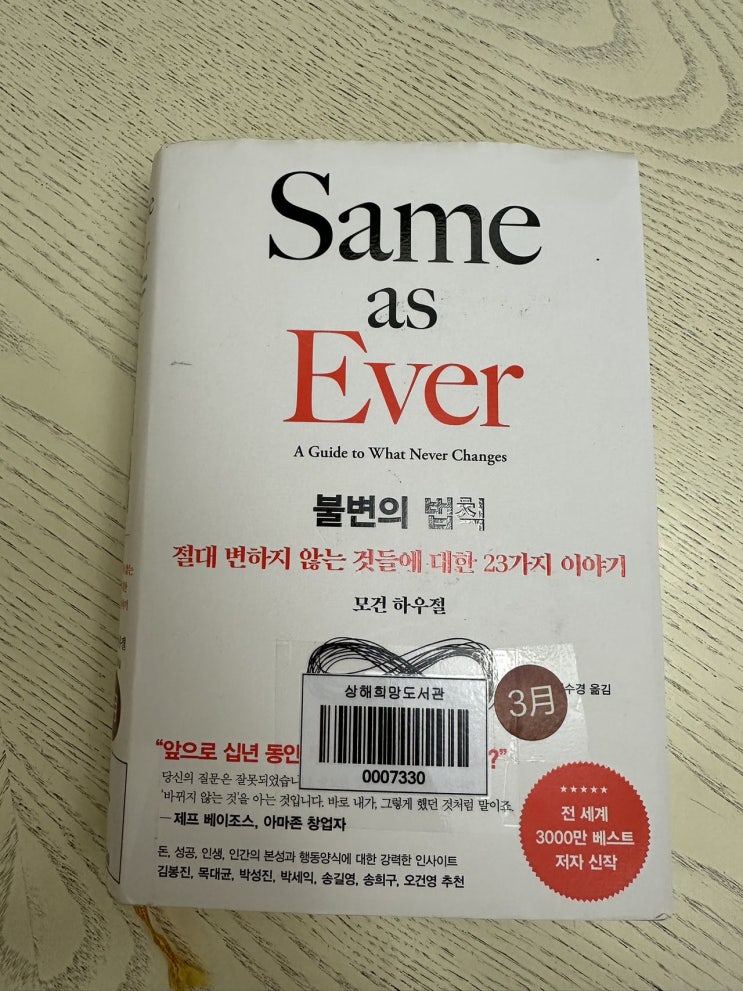 Same
as
Ever
A Guide to What Never Changes
불변의 법칙
절대 변하지 않는 것들에 대한 23가지 이야기
모건 하우절
수경 옮김
상해희망도서관
0007330
3月
“앞으로 십년 동안 ?”
당신의 질문은 잘못되었습니
‘바뀌지 않는 것’을 아는 것입니다. 바로 내가, 그렇게 했던 것처럼 말이죠.
— 제프 베이조스, 아마존 창업자
돈, 성공, 인생, 인간의 본성과 행동양식에 대한 강력한 인사이트
김봉진, 목대균, 박성진, 박세익, 송길영, 송희구, 오건영 추천
★★★★★
전 세계
3000만 베스트
저자 신작